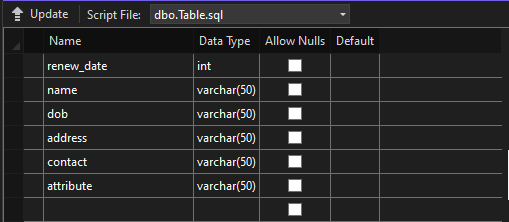 Update Script File: dbo.Table.sql
Name Data Type Allow Nulls Default
renew_date int
name varchar(50)
dob varchar(50)
address varchar(50)
contact varchar(50)
attribute varchar(50)